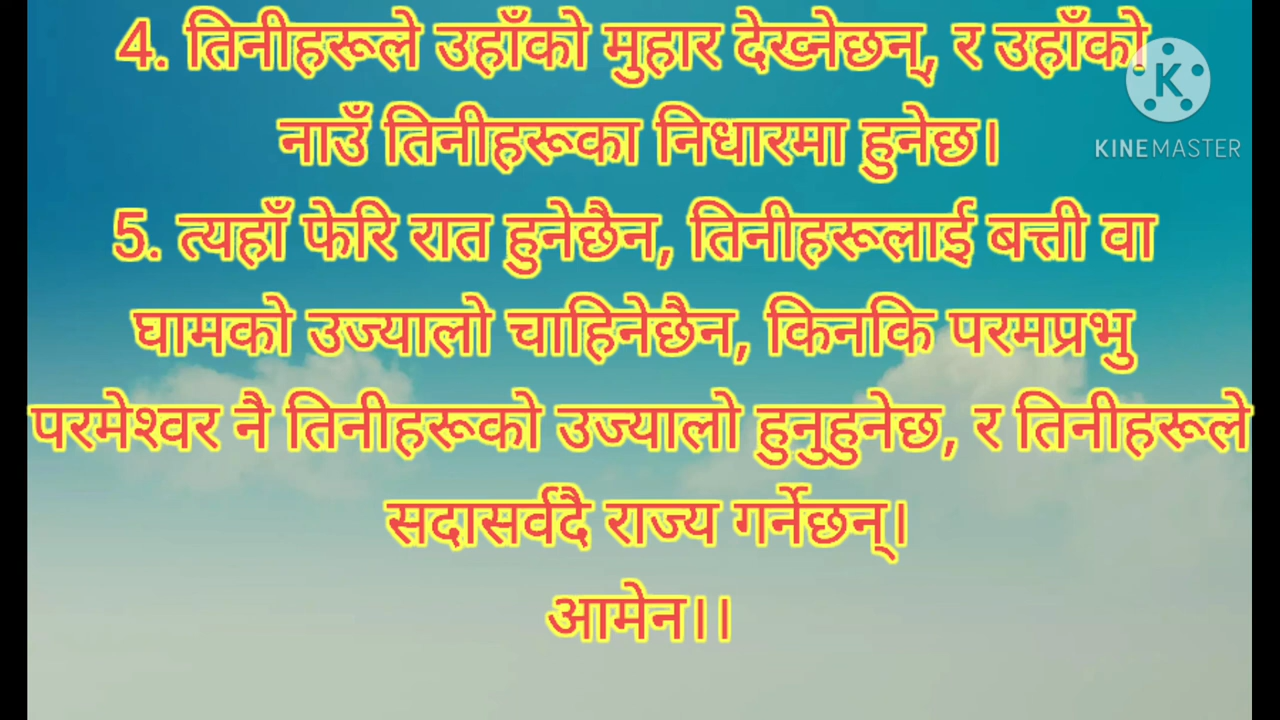 4. तिनीहरूले उहाँको मुहार देख्नेछन्, र उहाँको
नाउँ तिनीहरूका निधारमा हुनेछ।
5. त्यहाँ फेरि रात हुनेछैन, तिनीहरूलाई बत्ती वा
घामको उज्यालो चाहिनेछैन, किनकि परमप्रभु
परमेश्वर नै तिनीहरूको उज्यालो हुनुहुनेछ, र तिनीहरूले
सदासर्वदै राज्य गर्नेछन्।
आमेन।।
K
KINEMASTER